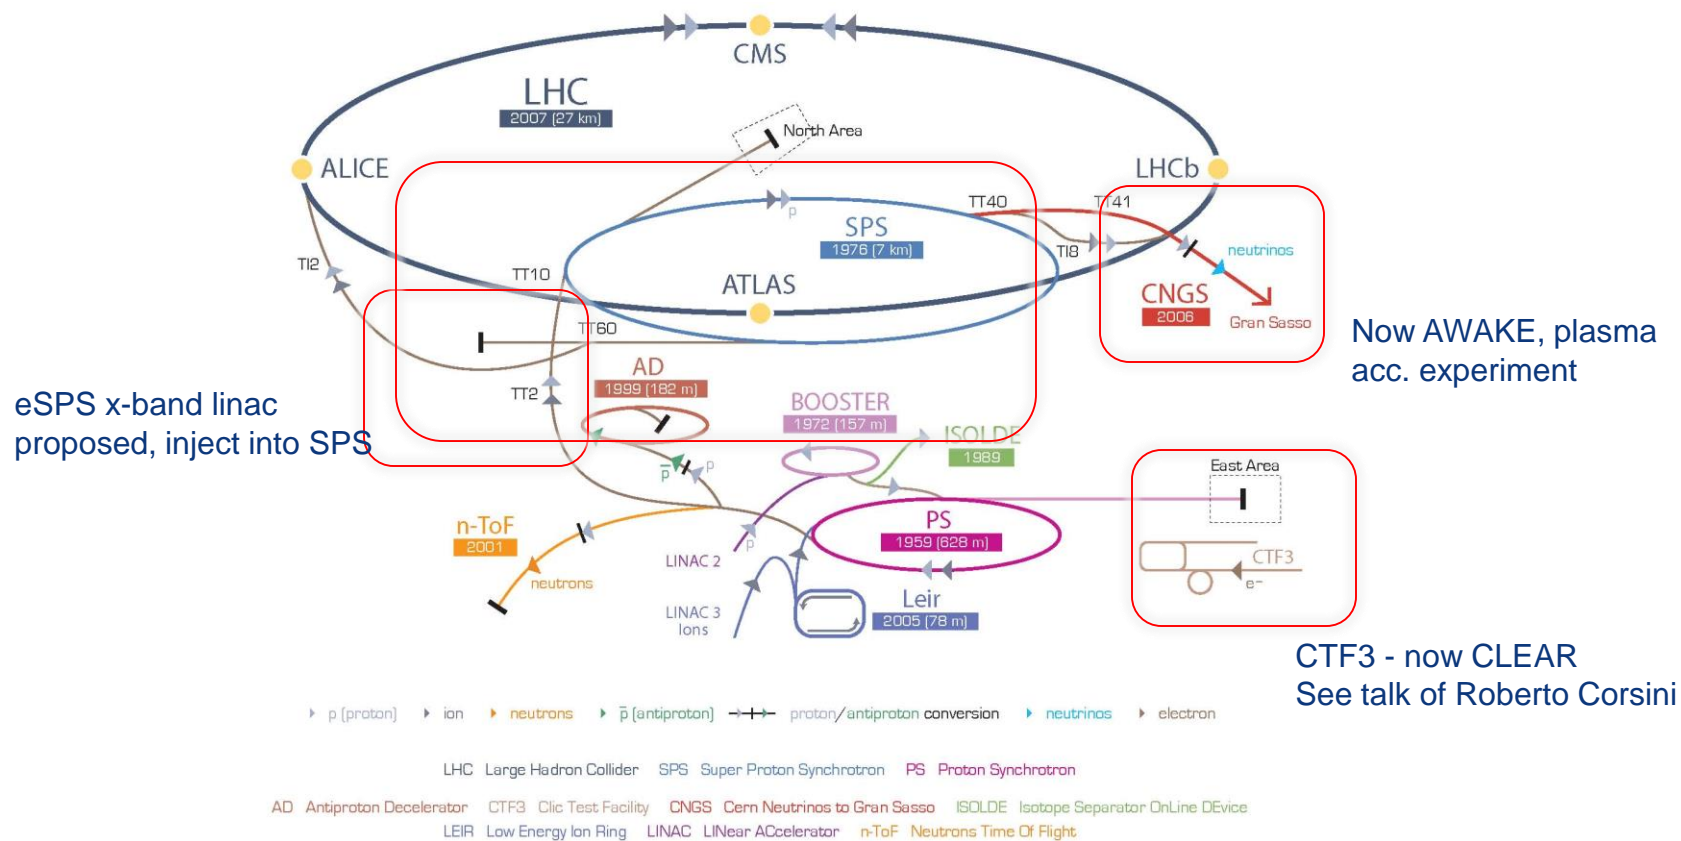 CMS
LHC
2007 (27 km)
North Area
ALICE
LHCb
TT40
TT41
p
SPS
1976 (7 km)
TI8
neutrinos
TI2
TT10
ATLAS
CNGS
2006
Gran Sasso
TT60
Now AWAKE, plasma
acc. experiment
AD
1999 (182 m)
TT2
BOOSTER
1972 (157 m)
eSPS x-band linac
proposed, inject into SPS
ISOLDE
1989
p̅
p
East Area
n-ToF
2001
PS
1959 (628 m)
LINAC 2
p
CTF3
e−
neutrons
LINAC 3
Ions
Leir
2005 (78 m)
CTF3 - now CLEAR
See talk of Roberto Corsini
p (proton) ion neutrons p̅ (antiproton) proton/antiproton conversion neutrinos electron
LHC Large Hadron Collider SPS Super Proton Synchrotron PS Proton Synchrotron
AD Antiproton Decelerator CTF3 Clic Test Facility CNGS Cern Neutrinos to Gran Sasso ISOLDE Isotope Separator OnLine DEvice
LEIR Low Energy Ion Ring LINAC LINear ACcelerator n-ToF Neutrons Time Of Flight